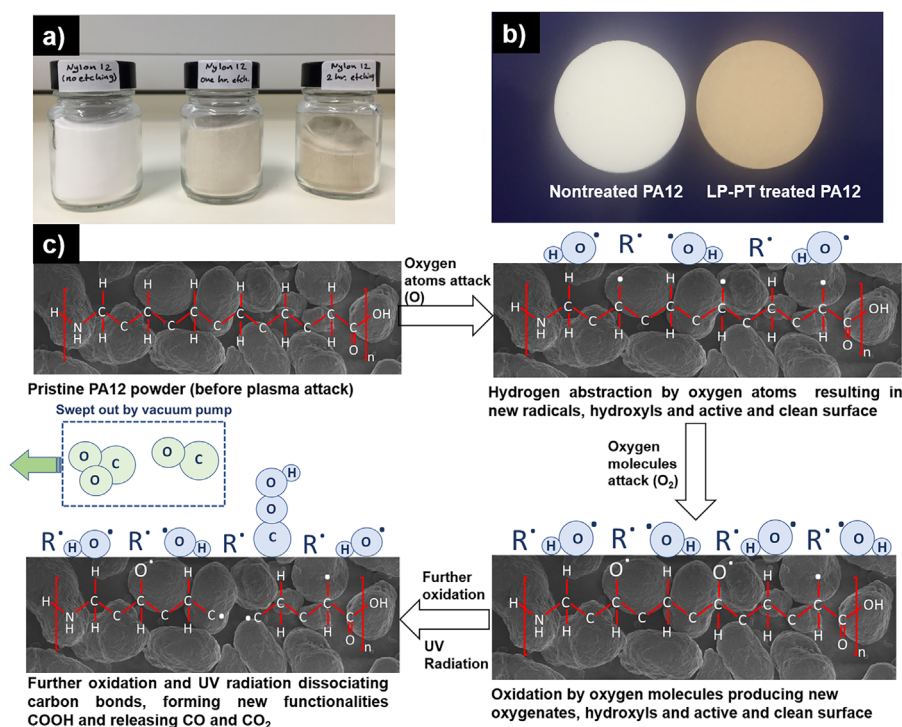 a)
Nylon 12
(no etching)
Nylon 12
one hr. etch.
Nylon 12
2 hr. etching
b)
Nontreated PA12
LP-PT treated PA12
c)
H O R• O H R• H O
H H H H H H
H N H C C C C C C C C C C C OH
H H H H H H O n
Oxygen
atoms attack
(O)
H H H
H N H C C C C C C C C C C C OH
H H H H H H O n
Pristine PA12 powder (before plasma attack)
Hydrogen abstraction by oxygen atoms resulting in
new radicals, hydroxyls and active and clean surface
Swept out by vacuum pump
O O C O C
Oxygen
molecules
attack (O₂)
O H
O
C
R• H O R• O H R• R• H O
R• H O R• O H R• H O R• O H
H O• H H
H N H C C C C C C C C OH
H H H H H O n
Further
oxidation
UV
Radiation
H O• H O• H
H N H C C C C C C C C C C C OH
H H H H H H O n
Further oxidation and UV radiation dissociating
carbon bonds, forming new functionalities
COOH and releasing CO and CO₂
Oxidation by oxygen molecules producing new
oxygenates, hydroxyls and active and clean surface